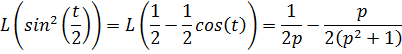 L(sin²(t/2)) = L(1/2 − 1/2 cos(t)) = 1/2p − p/2(p² + 1)